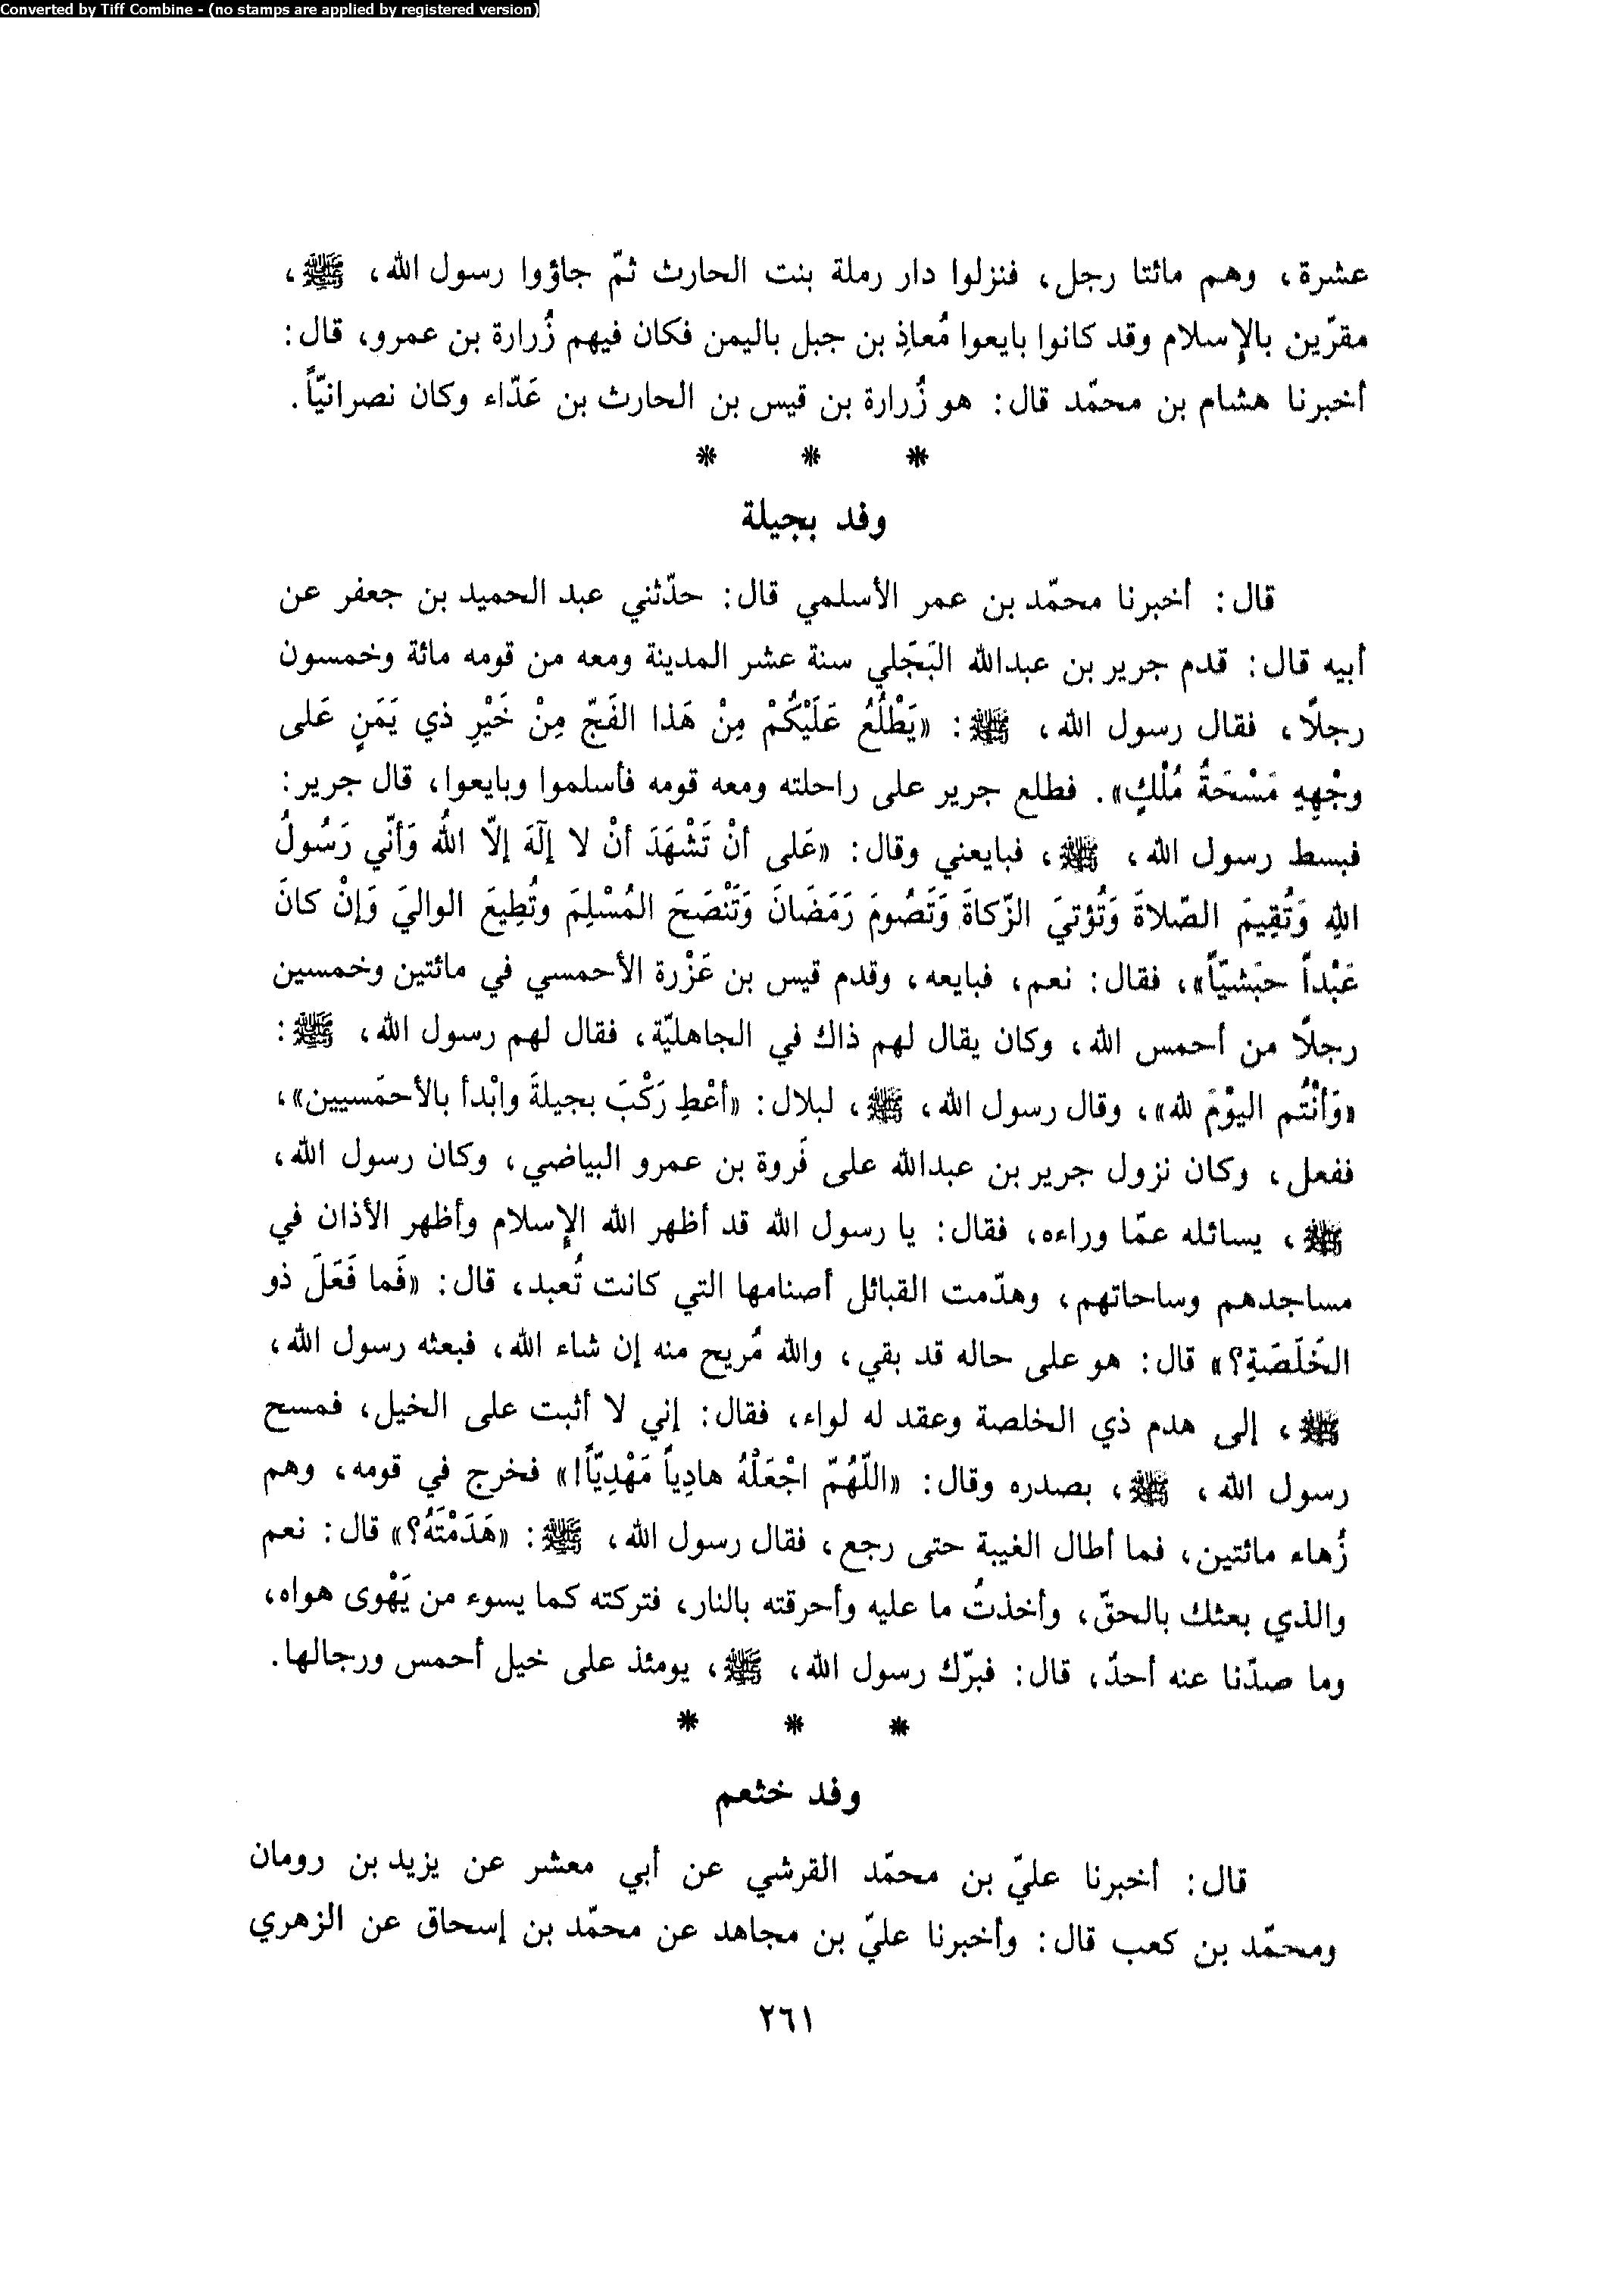 Converted by Tiff Combine - (no stamps are applied by registered version)
عشرة، وهم مائتا رجل، فنزلوا دار رملة بنت الحارث ثمّ جاؤوا رسول الله، ﷺ،
مقرّين بالإسلام وقد كانوا بايعوا مُعاذِ بن جبل باليمن فكان فيهم زُرارة بن عمرو، قال:
أخبرنا هشام بن محمّد قال: هو زُرارة بن قيس بن الحارث بن عَدّاء وكان نصرانيّاً.
* * *
وفد بجيلة
قال: أخبرنا محمّد بن عمر الأسلمي قال: حدّثني عبد الحميد بن جعفر عن
أبيه قال: قدم جرير بن عبدالله البَجَلي سنة عشر المدينة ومعه من قومه مائة وخمسون
رجلًا، فقال رسول الله، ﷺ: «يَطْلُعُ عَلَيْكُمْ مِنْ هَذا الفَجّ مِنْ خَيْرِ ذي يَمَنٍ عَلى
وجْهِهِ مَسْحَةُ مُلْكٍ». فطلع جرير على راحلته ومعه قومه فأسلموا وبايعوا، قال جرير:
فبسط رسول الله، ﷺ، فبايعني وقال: «عَلى أنْ تَشْهَدَ أنْ لا إلَهَ إلّا اللهُ وَأنّي رَسُولُ
اللهِ وَتُقِيمَ الصّلاةَ وَتُؤتيَ الزّكاةَ وَتَصُومَ رَمَضَانَ وَتَنْصَحَ المُسْلِمَ وتُطِيعَ الواليَ وَإنْ كانَ
عَبْداً حبَشيّاً»، فقال: نعم، فبايعه، وقدم قيس بن عَزْرة الأحمسي في مائتين وخمسين
رجلًا من أحمس الله، وكان يقال لهم ذاك في الجاهليّة، فقال لهم رسول الله، ﷺ:
«وَأنْتُم اليوْمَ لله»، وقال رسول الله، ﷺ، لبلال: «أعْطِ رَكْبَ بجيلةَ وابْدأ بالأحمَسيين»،
ففعل، وكان نزول جرير بن عبدالله على فَروة بن عمرو البياضي، وكان رسول الله،
ﷺ، يسائله عمّا وراءه، فقال: يا رسول الله قد أظهر الله الإسلام وأظهر الأذان في
مساجدهم وساحاتهم، وهدّمت القبائل أصنامها التي كانت تُعبد، قال: «فَما فَعَلَ ذو
الخَلَصَةِ؟» قال: هو على حاله قد بقي، والله مُريح منه إن شاء الله، فبعثه رسول الله،
ﷺ، إلى هدم ذي الخلصة وعقد له لواء، فقال: إني لا أثبت على الخيل، فمسح
رسول الله، ﷺ، بصدره وقال: «اللّهُمّ اجْعَلْهُ هادِياً مَهْدِيّاً!» فخرج في قومه، وهم
زُهاء مائتين، فما أطال الغيبة حتى رجع، فقال رسول الله، ﷺ: «هَدَمْتَهُ؟» قال: نعم
والذي بعثك بالحقّ، وأخذتُ ما عليه وأحرقته بالنار، فتركته كما يسوء من يَهْوى هواه،
وما صدّنا عنه أحدٌ، قال: فبرّك رسول الله، ﷺ، يومئذ على خيل أحمس ورجالها.
* * *
وفد خثعم
قال: أخبرنا عليّ بن محمّد القرشي عن أبي معشر عن يزيد بن رومان
ومحمّد بن كعب قال: وأخبرنا عليّ بن مجاهد عن محمّد بن إسحاق عن الزهري
٢٦١